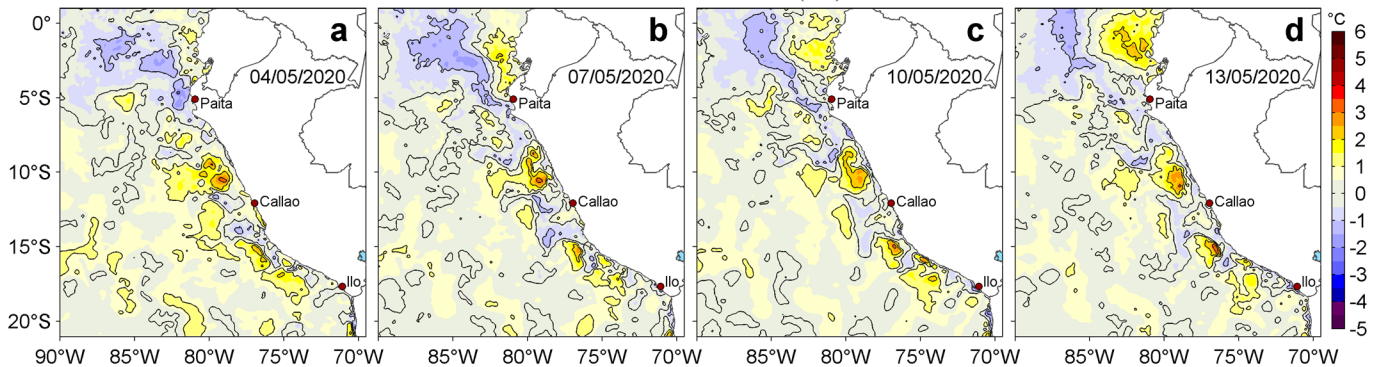 a b c d
04/05/2020 07/05/2020 10/05/2020 13/05/2020
Paita Paita Paita Paita
Callao Callao Callao Callao
Ilo Ilo Ilo Ilo
0°
5°S
10°S
15°S
20°S
90°W 85°W 80°W 75°W 70°W 85°W 80°W 75°W 70°W 85°W 80°W 75°W 70°W 85°W 80°W 75°W 70°W
°C
6
5
4
3
2
1
0
-1
-2
-3
-4
-5